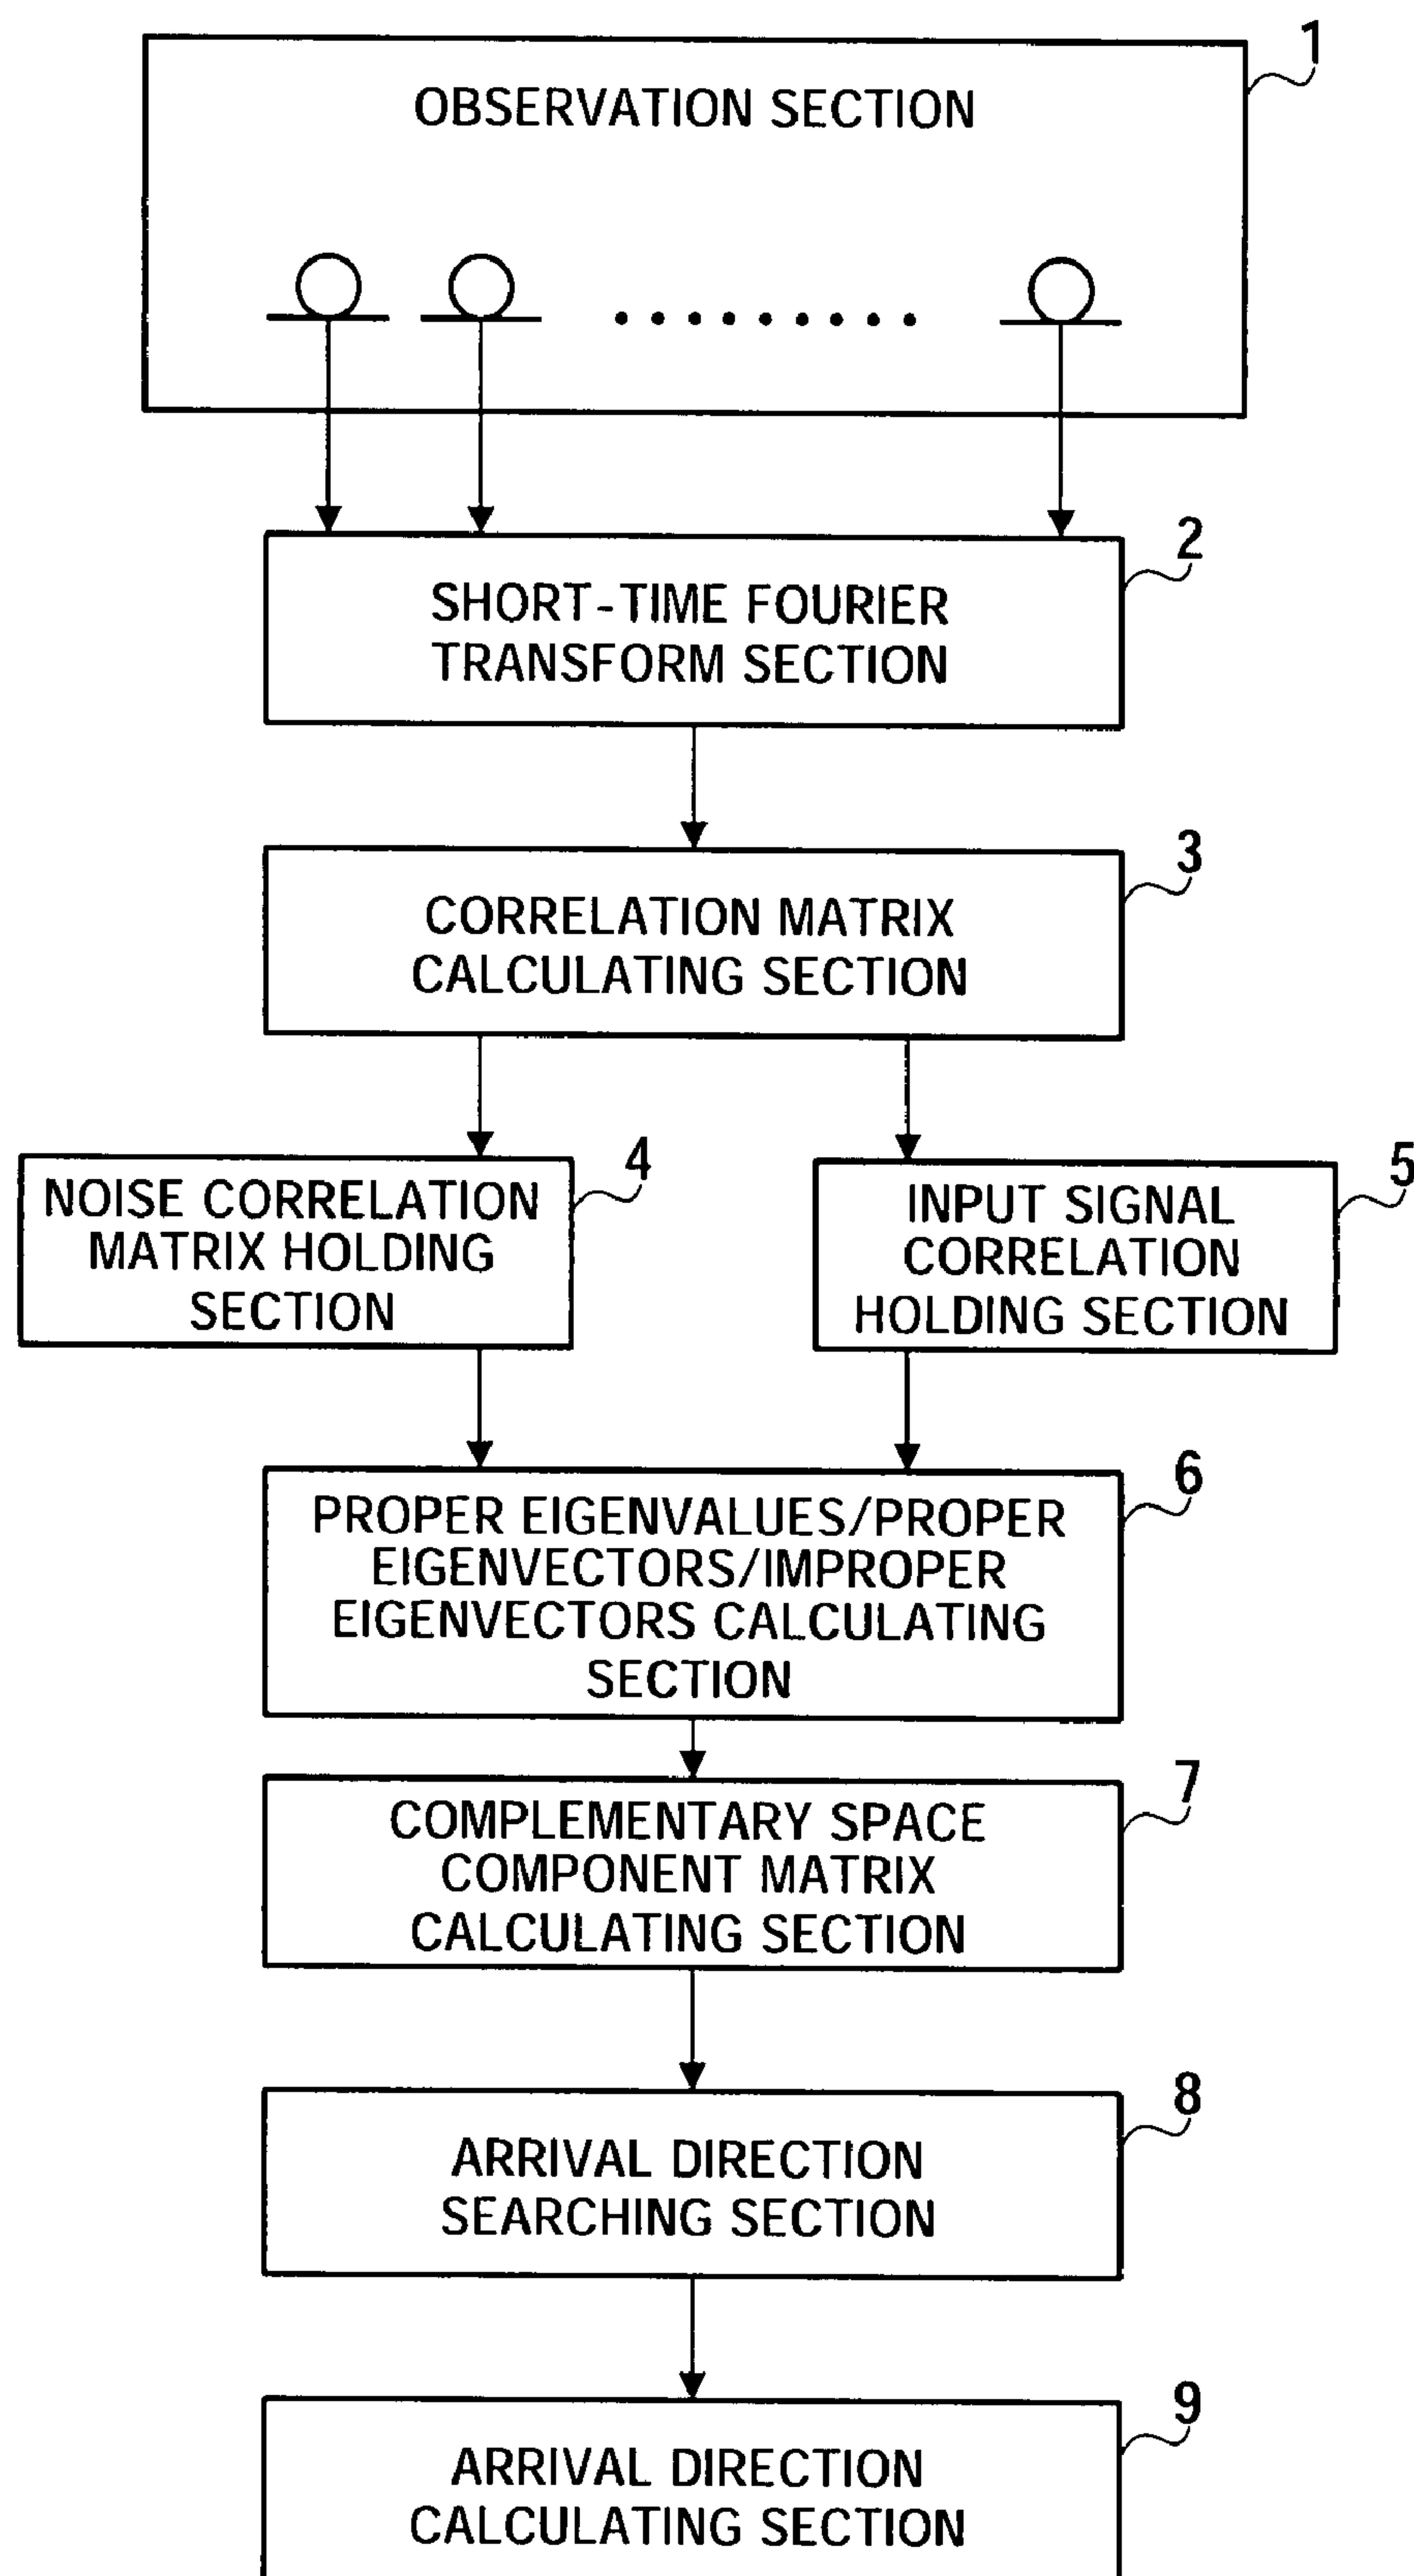 1
OBSERVATION SECTION
2
SHORT-TIME FOURIER
TRANSFORM SECTION
3
CORRELATION MATRIX
CALCULATING SECTION
4
NOISE CORRELATION
MATRIX HOLDING
SECTION
5
INPUT SIGNAL
CORRELATION
HOLDING SECTION
6
PROPER EIGENVALUES/PROPER
EIGENVECTORS/IMPROPER
EIGENVECTORS CALCULATING
SECTION
7
COMPLEMENTARY SPACE
COMPONENT MATRIX
CALCULATING SECTION
8
ARRIVAL DIRECTION
SEARCHING SECTION
9
ARRIVAL DIRECTION
CALCULATING SECTION